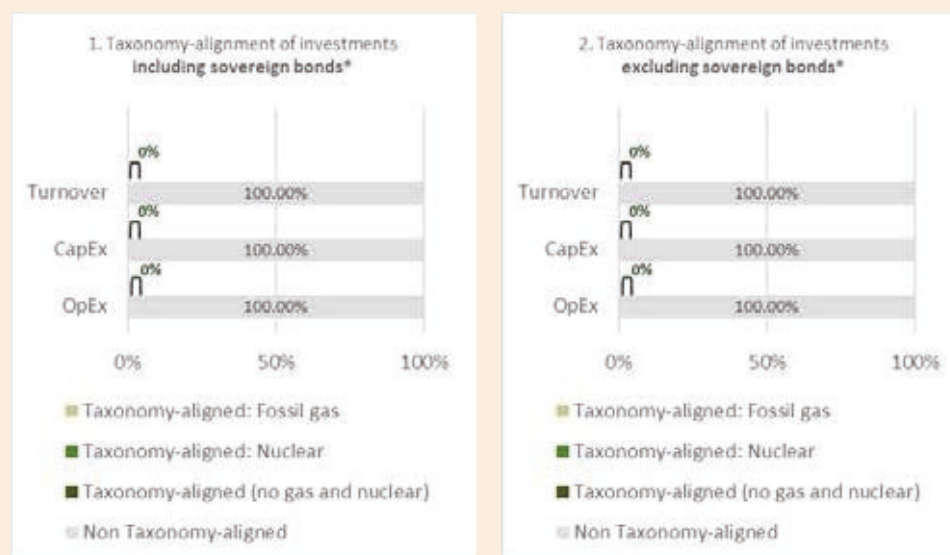 1. Taxonomy-alignment of investments
including sovereign bonds*
0%
Turnover 100.00%
0%
CapEx 100.00%
0%
OpEx 100.00%
0% 50% 100%
Taxonomy-aligned: Fossil gas
Taxonomy-aligned: Nuclear
Taxonomy-aligned (no gas and nuclear)
Non Taxonomy-aligned
2. Taxonomy-alignment of investments
excluding sovereign bonds*
0%
Turnover 100.00%
0%
CapEx 100.00%
0%
OpEx 100.00%
0% 50% 100%
Taxonomy-aligned: Fossil gas
Taxonomy-aligned: Nuclear
Taxonomy-aligned (no gas and nuclear)
Non Taxonomy-aligned